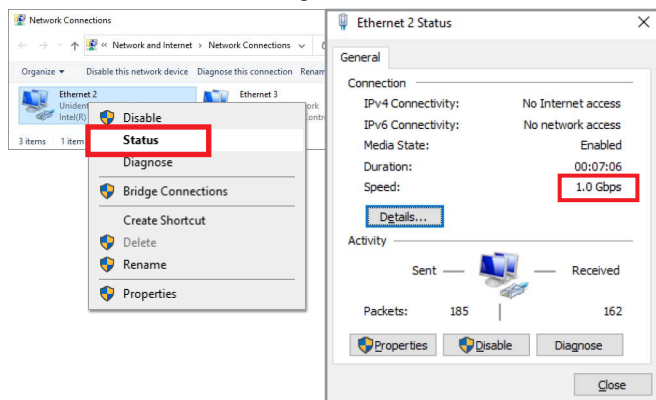 Network Connections
« Network and Internet > Network Connections
Organize Disable this network device Diagnose this connection
Ethernet 2
Intel(R)
Ethernet 3
3 items 1 item
Disable
Status
Diagnose
Bridge Connections
Create Shortcut
Delete
Rename
Properties
Ethernet 2 Status
General
Connection
IPv4 Connectivity: No Internet access
IPv6 Connectivity: No network access
Media State: Enabled
Duration: 00:07:06
Speed: 1.0 Gbps
Details...
Activity
Sent Received
Packets: 185 162
Properties Disable Diagnose
Close